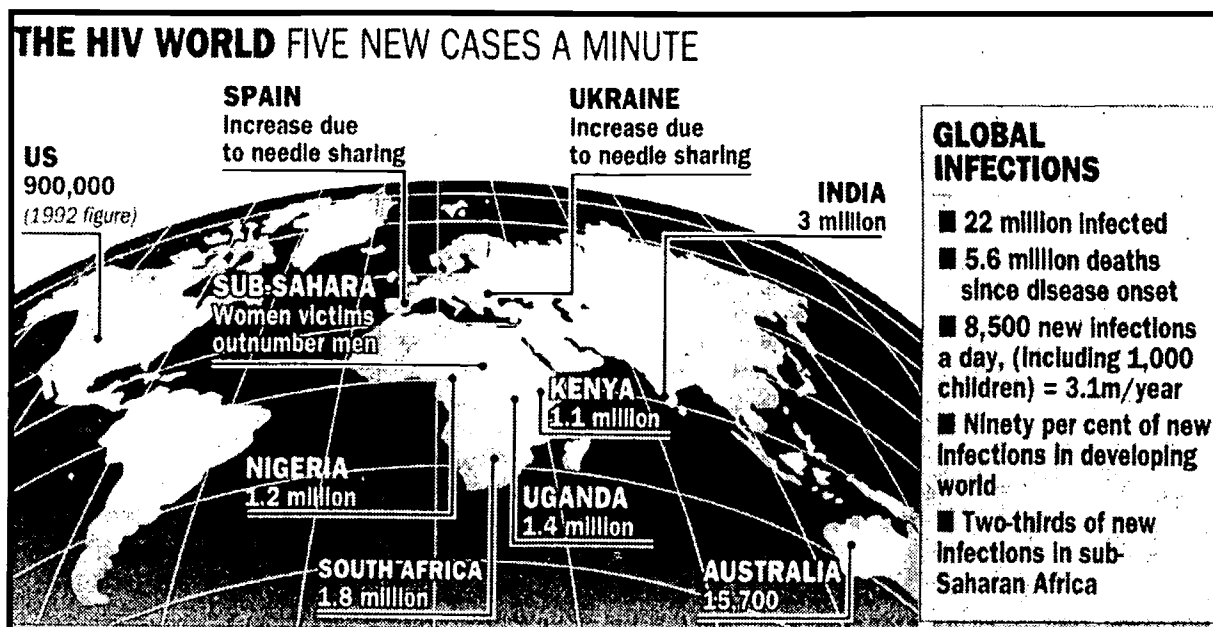 THE HIV WORLD FIVE NEW CASES A MINUTE
SPAIN
Increase due
to needle sharing
UKRAINE
Increase due
to needle sharing
US
900,000
(1992 figure)
INDIA
3 million
SUB-SAHARA
Women victims
outnumber men
KENYA
1.1 million
NIGERIA
1.2 million
UGANDA
1.4 million
SOUTH AFRICA
1.8 million
AUSTRALIA
15,700
GLOBAL
INFECTIONS
■ 22 million infected
■ 5.6 million deaths
since disease onset
■ 8,500 new infections
a day, (including 1,000
children) = 3.1m/year
■ Ninety per cent of new
infections in developing
world
■ Two-thirds of new
infections in sub-
Saharan Africa